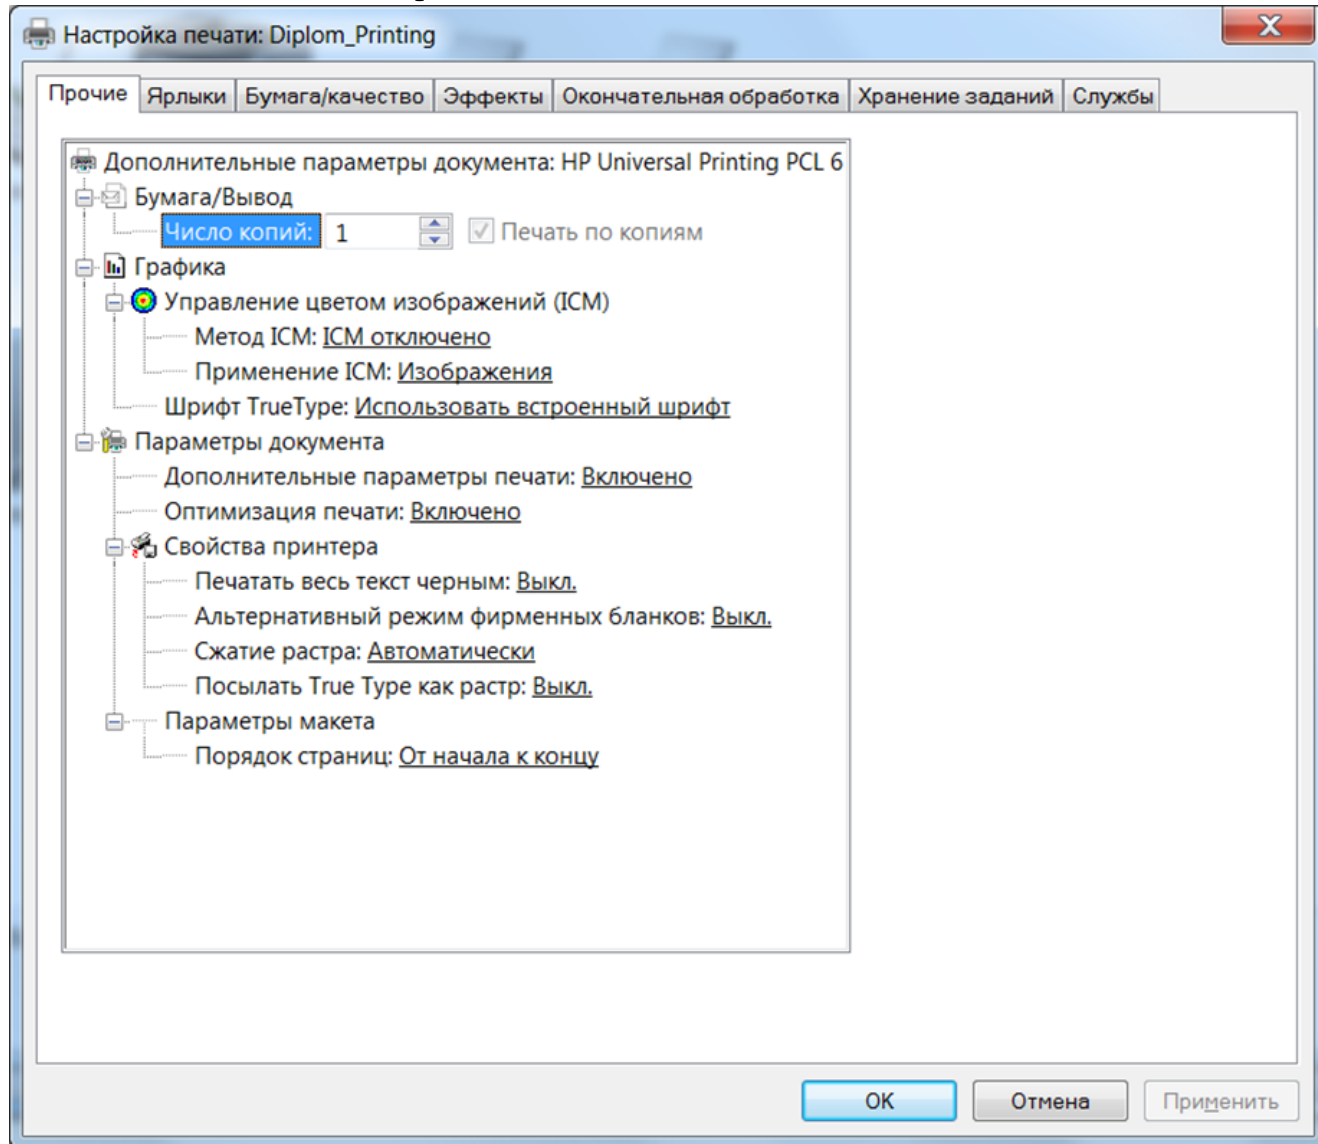 Настройка печати: Diplom_Printing
Прочие Ярлыки Бумага/качество Эффекты Окончательная обработка Хранение заданий Службы
Дополнительные параметры документа: HP Universal Printing PCL 6
Бумага/Вывод
Число копий: 1 Печать по копиям
Графика
Управление цветом изображений (ICM)
Метод ICM: ICM отключено
Применение ICM: Изображения
Шрифт TrueType: Использовать встроенный шрифт
Параметры документа
Дополнительные параметры печати: Включено
Оптимизация печати: Включено
Свойства принтера
Печатать весь текст черным: Выкл.
Альтернативный режим фирменных бланков: Выкл.
Сжатие растра: Автоматически
Посылать True Type как растр: Выкл.
Параметры макета
Порядок страниц: От начала к концу
OK Отмена Применить